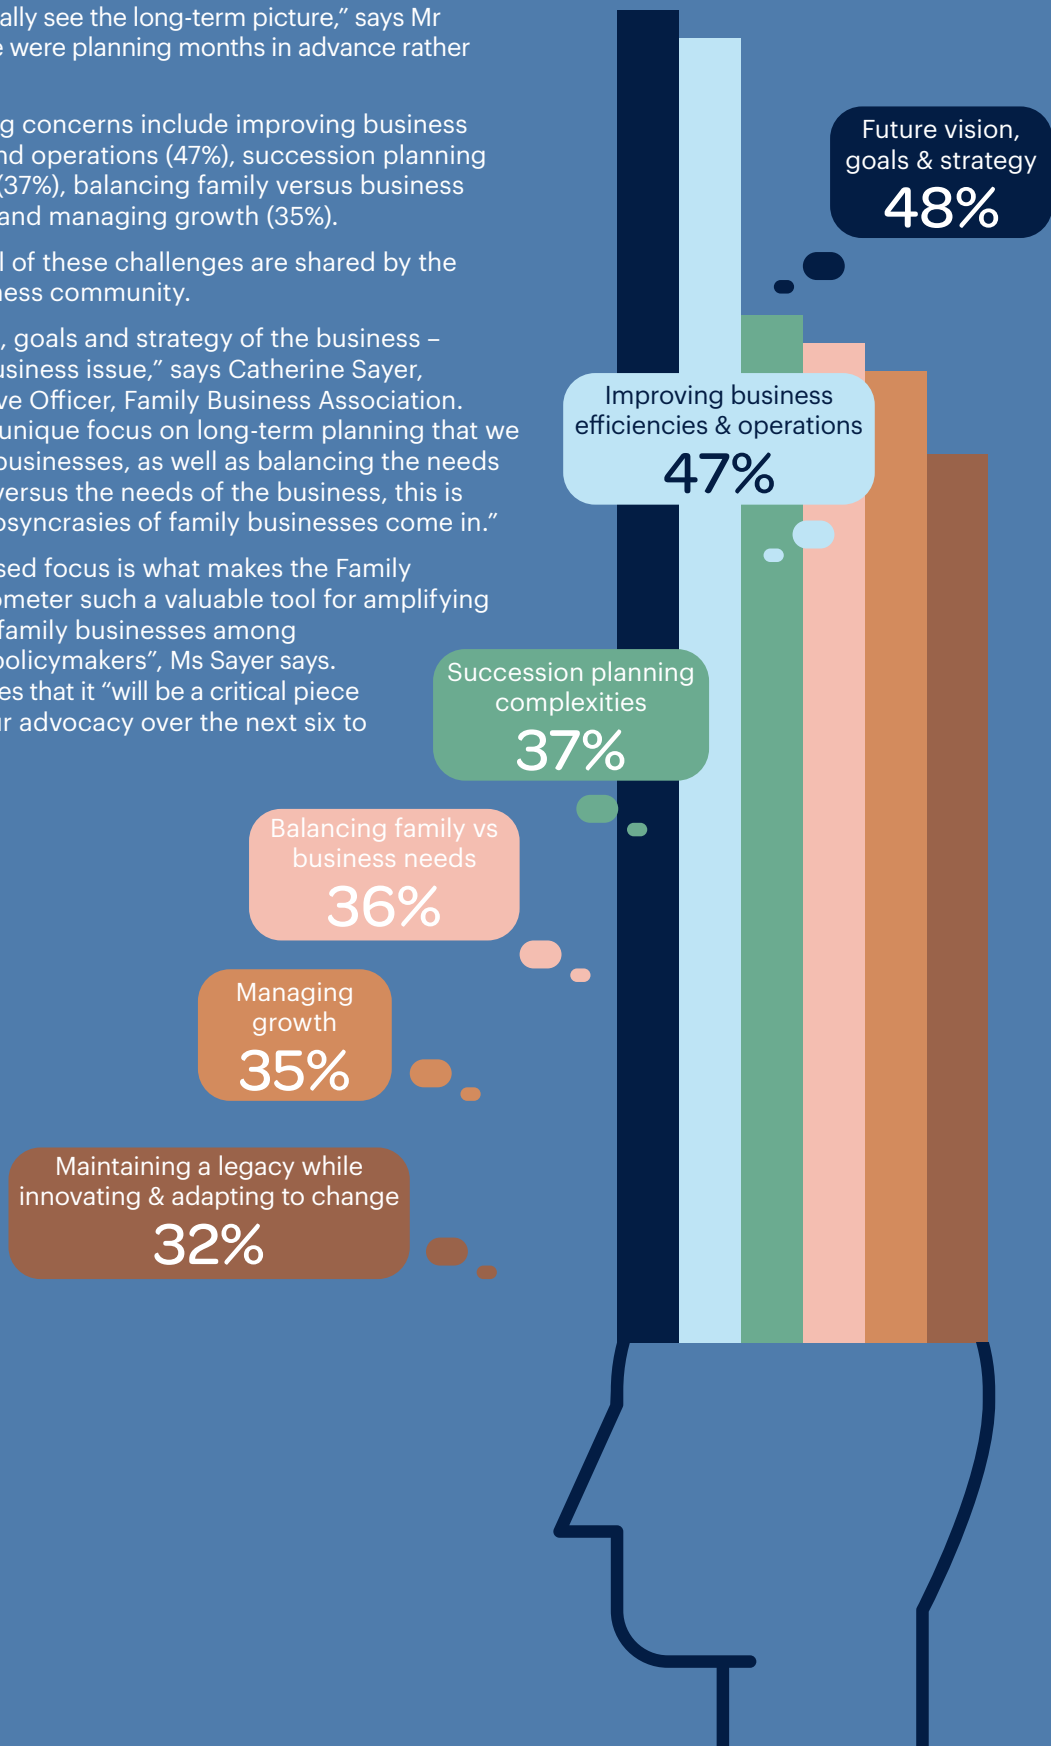 ally see the long-term picture,” says Mr
e were planning months in advance rather
g concerns include improving business
nd operations (47%), succession planning
(37%), balancing family versus business
and managing growth (35%).
l of these challenges are shared by the
ness community.
, goals and strategy of the business –
usiness issue,” says Catherine Sayer,
ve Officer, Family Business Association.
unique focus on long-term planning that we
businesses, as well as balancing the needs
versus the needs of the business, this is
osyncrasies of family businesses come in.”
sed focus is what makes the Family
ometer such a valuable tool for amplifying
family businesses among
policymakers”, Ms Sayer says.
es that it “will be a critical piece
ur advocacy over the next six to
Future vision,
goals & strategy
48%
Improving business
efficiencies & operations
47%
Succession planning
complexities
37%
Balancing family vs
business needs
36%
Managing
growth
35%
Maintaining a legacy while
innovating & adapting to change
32%